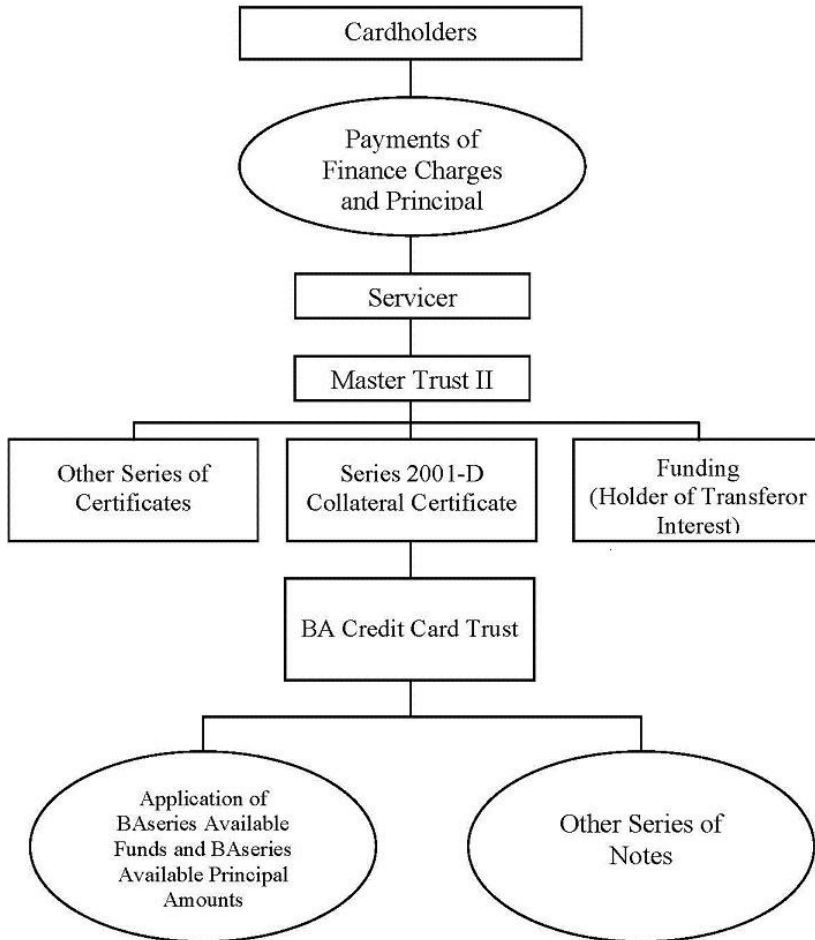 Cardholders
Payments of
Finance Charges
and Principal
Servicer
Master Trust II
Other Series of
Certificates
Series 2001-D
Collateral Certificate
Funding
(Holder of Transferor
Interest)
BA Credit Card Trust
Application of
BAseries Available
Funds and BAseries
Available Principal
Amounts
Other Series of
Notes